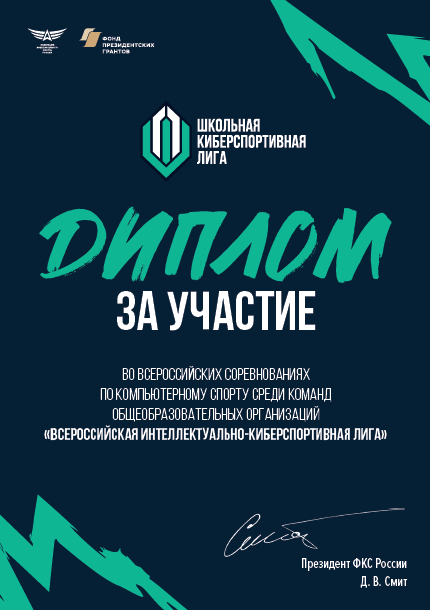 ФОНД
ПРЕЗИДЕНТСКИХ
ГРАНТОВ
ШКОЛЬНАЯ
КИБЕРСПОРТИВНАЯ
ЛИГА
ДИПЛОМ
ЗА УЧАСТИЕ
ВО ВСЕРОССИЙСКИХ СОРЕВНОВАНИЯХ
ПО КОМПЬЮТЕРНОМУ СПОРТУ СРЕДИ КОМАНД
ОБЩЕОБРАЗОВАТЕЛЬНЫХ ОРГАНИЗАЦИЙ
«ВСЕРОССИЙСКАЯ ИНТЕЛЛЕКТУАЛЬНО-КИБЕРСПОРТИВНАЯ ЛИГА»
Президент ФКС России
Д. В. Смит